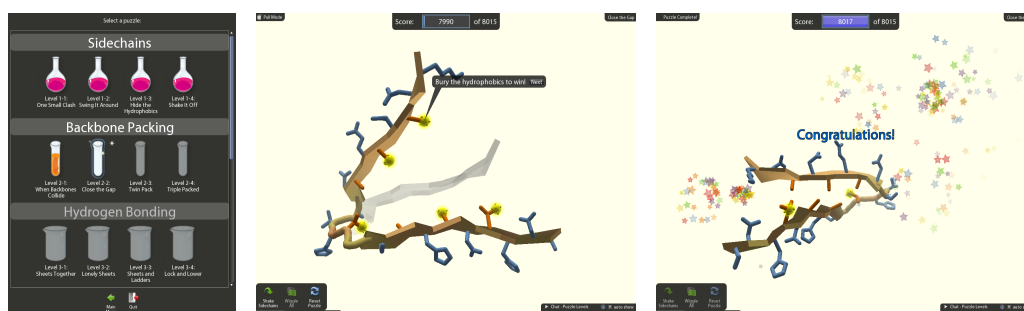 Select a puzzle:
Sidechains
Level 1-1:
One Small Clash
Level 1-2:
Swing It Around
Level 1-3:
Hide the
Hydrophobics
Level 1-4:
Shake It Off
Backbone Packing
Level 2-1:
When Backbones
Collide
Level 2-2:
Close the Gap
Level 2-3:
Twin Pack
Level 2-4:
Triple Packed
Hydrogen Bonding
Level 3-1:
Sheets Together
Level 3-2:
Lonely Sheets
Level 3-3:
Sheets and
Ladders
Level 3-4:
Lock and Lower
Main
Quit
Pull Mode
Score: 7990 of 8015
Close the Gap
Bury the hydrophobics to win! Next
Shake
Sidechains
Wiggle
All
Reset
Puzzle
Chat - Puzzle Levels
auto show
Puzzle Complete!
Score: 8017 of 8015
Close the
Congratulations!
Shake
Sidechains
Wiggle
All
Reset
Puzzle
Chat - Puzzle Levels
auto s